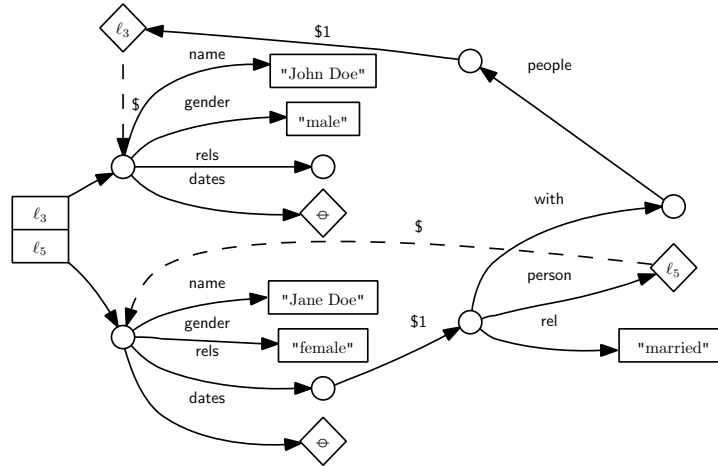 ℓ3
$1
people
name
"John Doe"
$
gender
"male"
rels
dates
⊖
ℓ3
ℓ5
with
$
person
ℓ5
name
"Jane Doe"
gender
"female"
$1
rel
"married"
rels
dates
⊖